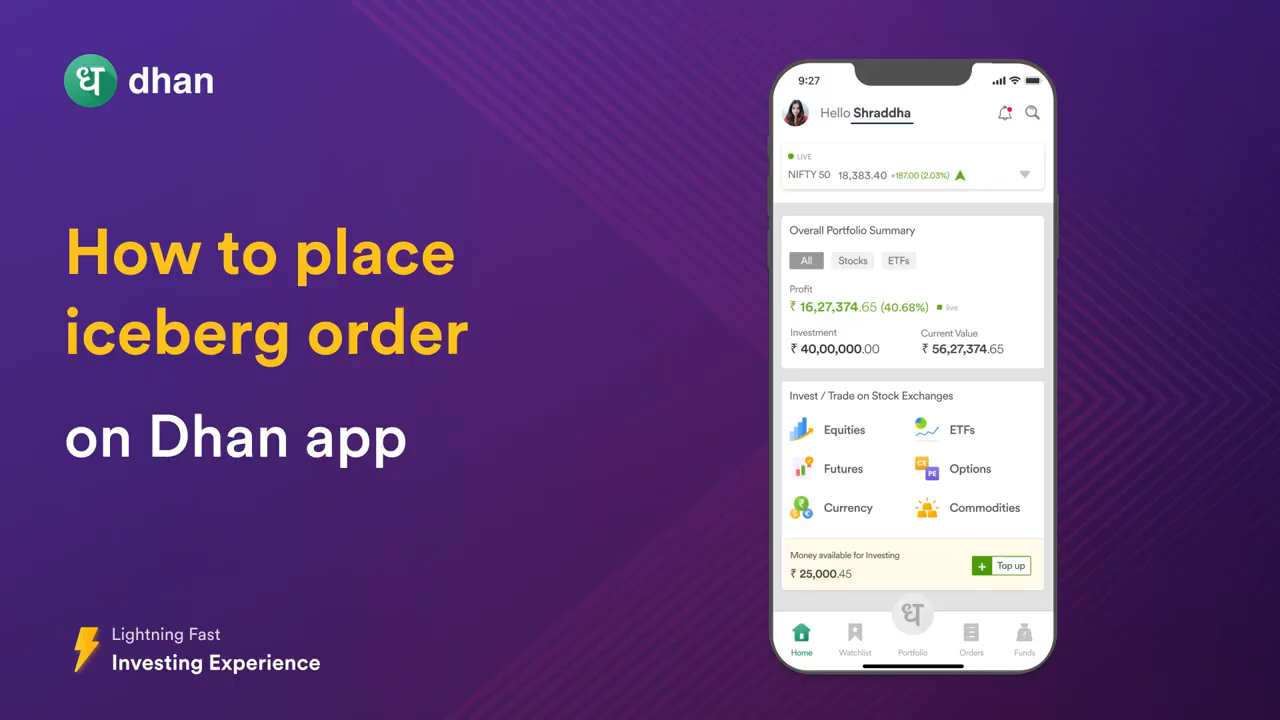 ध dhan
How to place
iceberg order
on Dhan app
Lightning Fast
Investing Experience
9:27
Hello Shraddha
LIVE
NIFTY 50 18,383.40 +187.00 (2.03%)
Overall Portfolio Summary
All Stocks ETFs
Profit
₹ 16,27,374.65 (40.68%) live
Investment Current Value
₹ 40,00,000.00 ₹ 56,27,374.65
Invest / Trade on Stock Exchanges
Equities ETFs
Futures CE PE Options
₹ $ € Currency Commodities
Money available for Investing
₹ 25,000.45
+ Top up
ध
Home Watchlist Portfolio Orders Funds